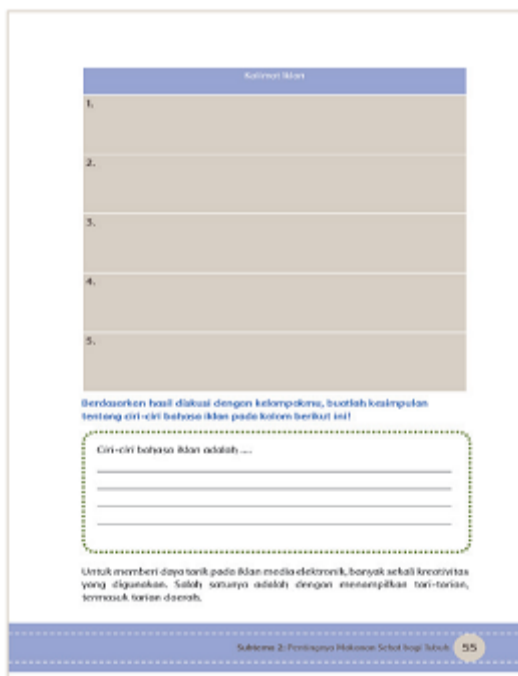 Kalimat Iklan
1.
2.
3.
4.
5.
Berdasarkan hasil diskusi dengan kelompokmu, buatlah kesimpulan
tentang ciri-ciri bahasa iklan pada kolom berikut ini!
Ciri-ciri bahasa iklan adalah ....
Untuk memberi daya tarik pada iklan media elektronik, banyak sekali kreativitas
yang digunakan. Salah satunya adalah dengan menampilkan tari-tarian,
termasuk tarian daerah.
Subtema 2: Pentingnya Makanan Sehat bagi Tubuh 55